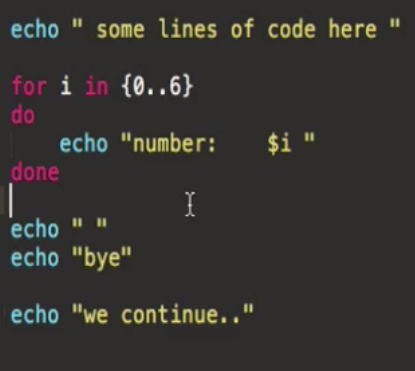 echo " some lines of code here "
for i in {0..6}
do
echo "number:    $i "
done
echo " "
echo "bye"
echo "we continue.."